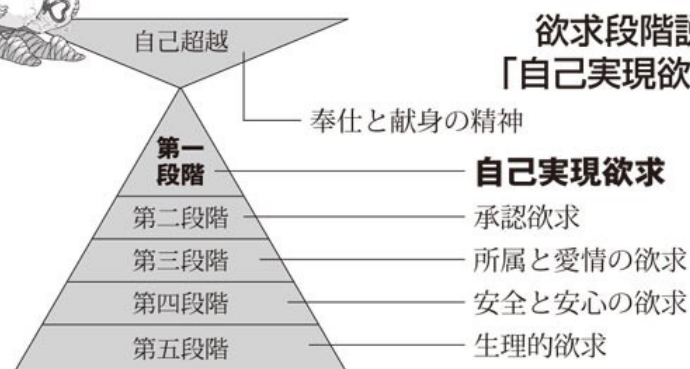 欲求段階説
「自己実現欲
自己超越
奉仕と献身の精神
第一
段階
自己実現欲求
第二段階
承認欲求
第三段階
所属と愛情の欲求
第四段階
安全と安心の欲求
第五段階
生理的欲求